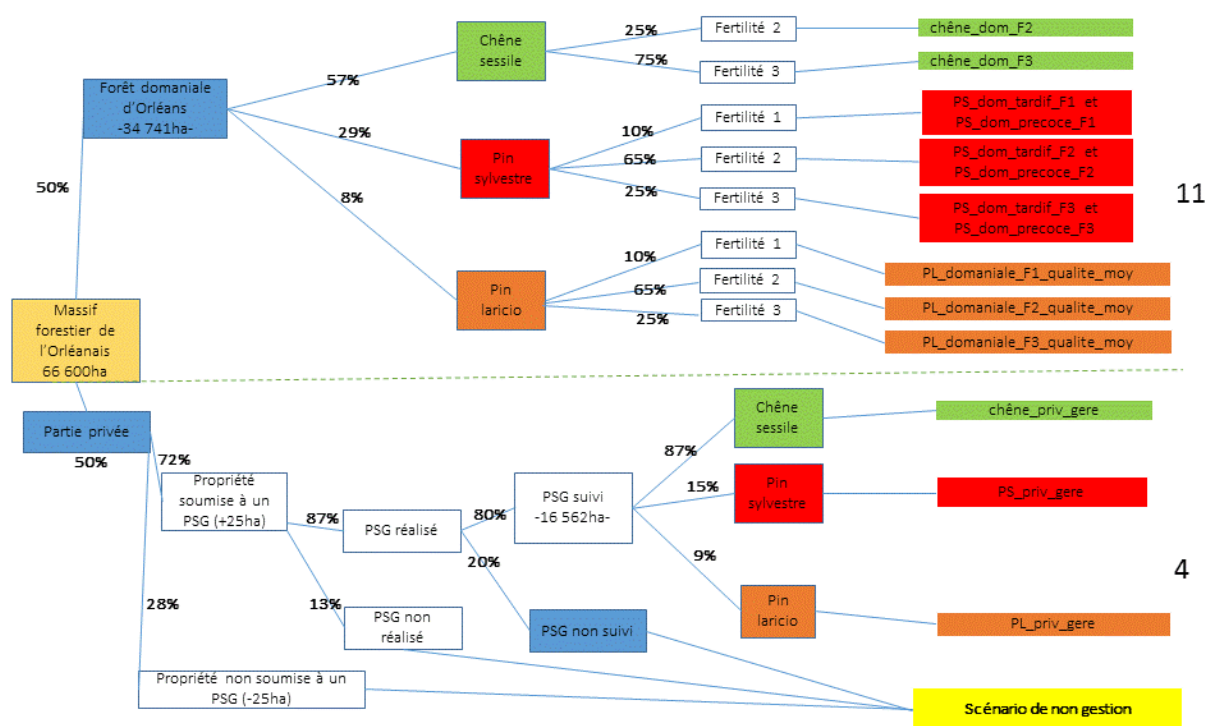 25%
Fertilité 2
chêne_dom_F2
Chêne
sessile
75%
Fertilité 3
chêne_dom_F3
57%
Forêt domaniale
d'Orléans
-34 741ha-
29%
8%
50%
10%
Fertilité 1
PS_dom_tardif_F1 et
PS_dom_precoce_F1
Pin
sylvestre
65%
Fertilité 2
PS_dom_tardif_F2 et
PS_dom_precoce_F2
25%
Fertilité 3
PS_dom_tardif_F3 et
PS_dom_precoce_F3
11
10%
Fertilité 1
PL_domaniale_F1_qualite_moy
Pin
laricio
65%
Fertilité 2
PL_domaniale_F2_qualite_moy
25%
Fertilité 3
PL_domaniale_F3_qualite_moy
Massif
forestier de
l'Orléanais
66 600ha
Partie privée
50%
72%
Propriété
soumise à un
PSG (+25ha)
87%
PSG réalisé
80%
PSG suivi
-16 562ha-
87%
Chêne
sessile
chêne_priv_gere
15%
Pin
sylvestre
PS_priv_gere
9%
Pin
laricio
PL_priv_gere
4
20%
PSG non suivi
13%
PSG non
réalisé
28%
Propriété non soumise à un
PSG (-25ha)
Scénario de non gestion